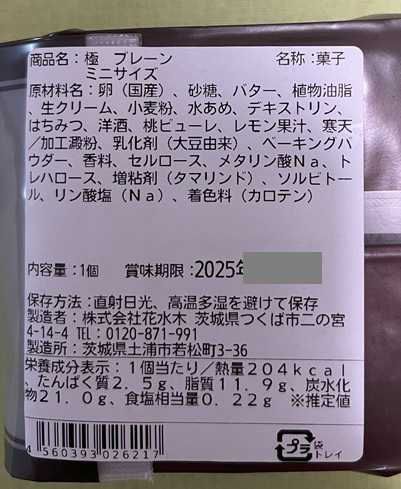 商品名：極　プレーン　名称：菓子
ミニサイズ
原材料名：卵（国産）、砂糖、バター、植物油脂
、生クリーム、小麦粉、水あめ、デキストリン、
はちみつ、洋酒、桃ピューレ、レモン果汁、寒天
／加工澱粉、乳化剤（大豆由来）、ベーキングパ
ウダー、香料、セルロース、メタリン酸Ｎａ、ト
レハロース、増粘剤（タマリンド）、ソルビトー
ル、リン酸塩（Ｎａ）、着色料（カロテン）
内容量：1個　賞味期限：2025年
保存方法：直射日光、高温多湿を避けて保存
製造者：株式会社花水木 茨城県つくば市二の宮
4-14-4 TEL：0120-871-991
製造所：茨城県土浦市若松町3-36
栄養成分表示：１個当たり／熱量２０４ｋｃａｌ
、たんぱく質２．５ｇ、脂質１１．９ｇ、炭水化
物２１．０ｇ、食塩相当量０．２２ｇ　※推定値
4 560393 026217
プラ
袋
トレイ